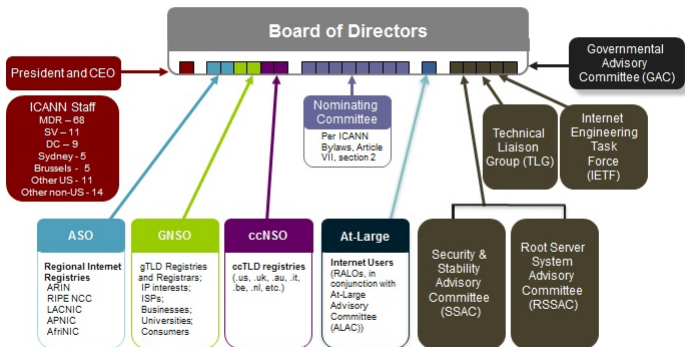 Board of Directors
President and CEO
Governmental
Advisory
Committee (GAC)
ICANN Staff
MDR – 68
SV – 11
DC – 9
Sydney - 5
Brussels - 5
Other US - 11
Other non-US - 14
Nominating
Committee
Per ICANN
Bylaws, Article
VII, section 2
Technical
Liaison
Group (TLG)
Internet
Engineering
Task
Force
(IETF)
ASO
Regional Internet
Registries
ARIN
RIPE NCC
LACNIC
APNIC
AfriNIC
GNSO
gTLD Registries
and Registrars;
IP interests;
ISPs;
Businesses;
Universities;
Consumers
ccNSO
ccTLD registries
(.us, .uk, .au, .it,
.be, .nl, etc.)
At-Large
Internet Users
(RALOs, in
conjunction with
At-Large
Advisory
Committee
(ALAC))
Security &
Stability
Advisory
Committee
(SSAC)
Root Server
System
Advisory
Committee
(RSSAC)